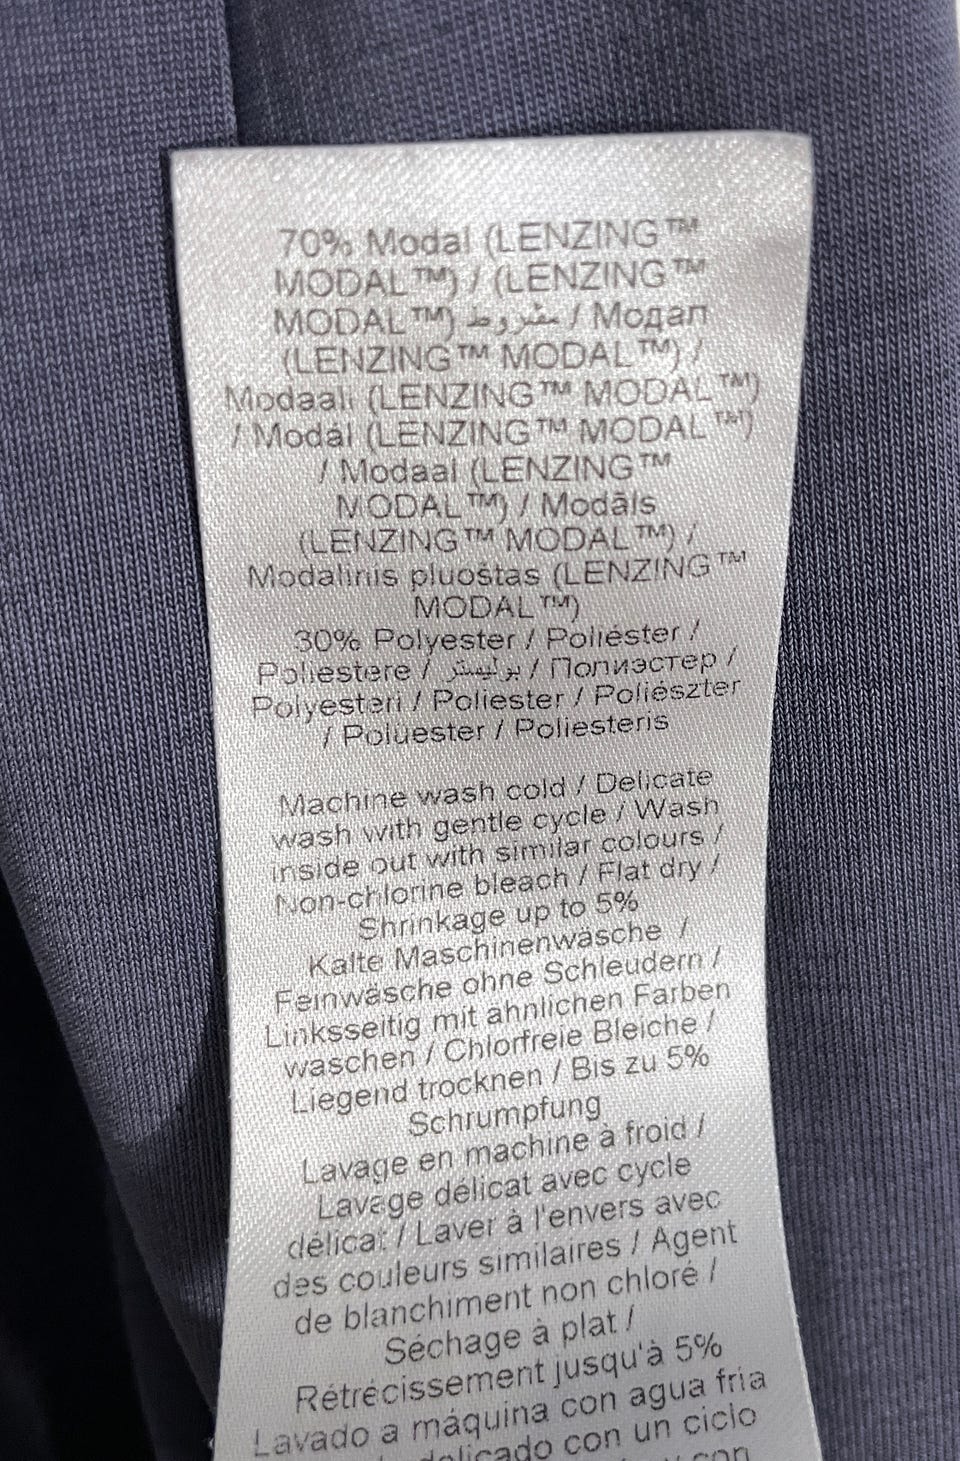 70% Modal (LENZING™
MODAL™) / (LENZING™
MODAL™) مشروط / Модал
(LENZING™ MODAL™) /
Modaali (LENZING™ MODAL™)
/ Modál (LENZING™ MODAL™)
/ Modaal (LENZING™
MODAL™) / Modāls
(LENZING™ MODAL™) /
Modalinis pluoštas (LENZING™
MODAL™)
30% Polyester / Poliéster /
Poliestere / بوليستر / Полиэстер /
Polyesteri / Poliester / Poliészter
/ Polüester / Poliesteris
Machine wash cold / Delicate
wash with gentle cycle / Wash
inside out with similar colours /
Non-chlorine bleach / Flat dry /
Shrinkage up to 5%
Kalte Maschinenwäsche /
Feinwäsche ohne Schleudern /
Linksseitig mit ähnlichen Farben
waschen / Chlorfreie Bleiche /
Liegend trocknen / Bis zu 5%
Schrumpfung
Lavage en machine à froid /
Lavage délicat avec cycle
délicat / Laver à l'envers avec
des couleurs similaires / Agent
de blanchiment non chloré /
Séchage à plat /
Rétrécissement jusqu'à 5%
Lavado a máquina con agua fría
delicado con un ciclo
con